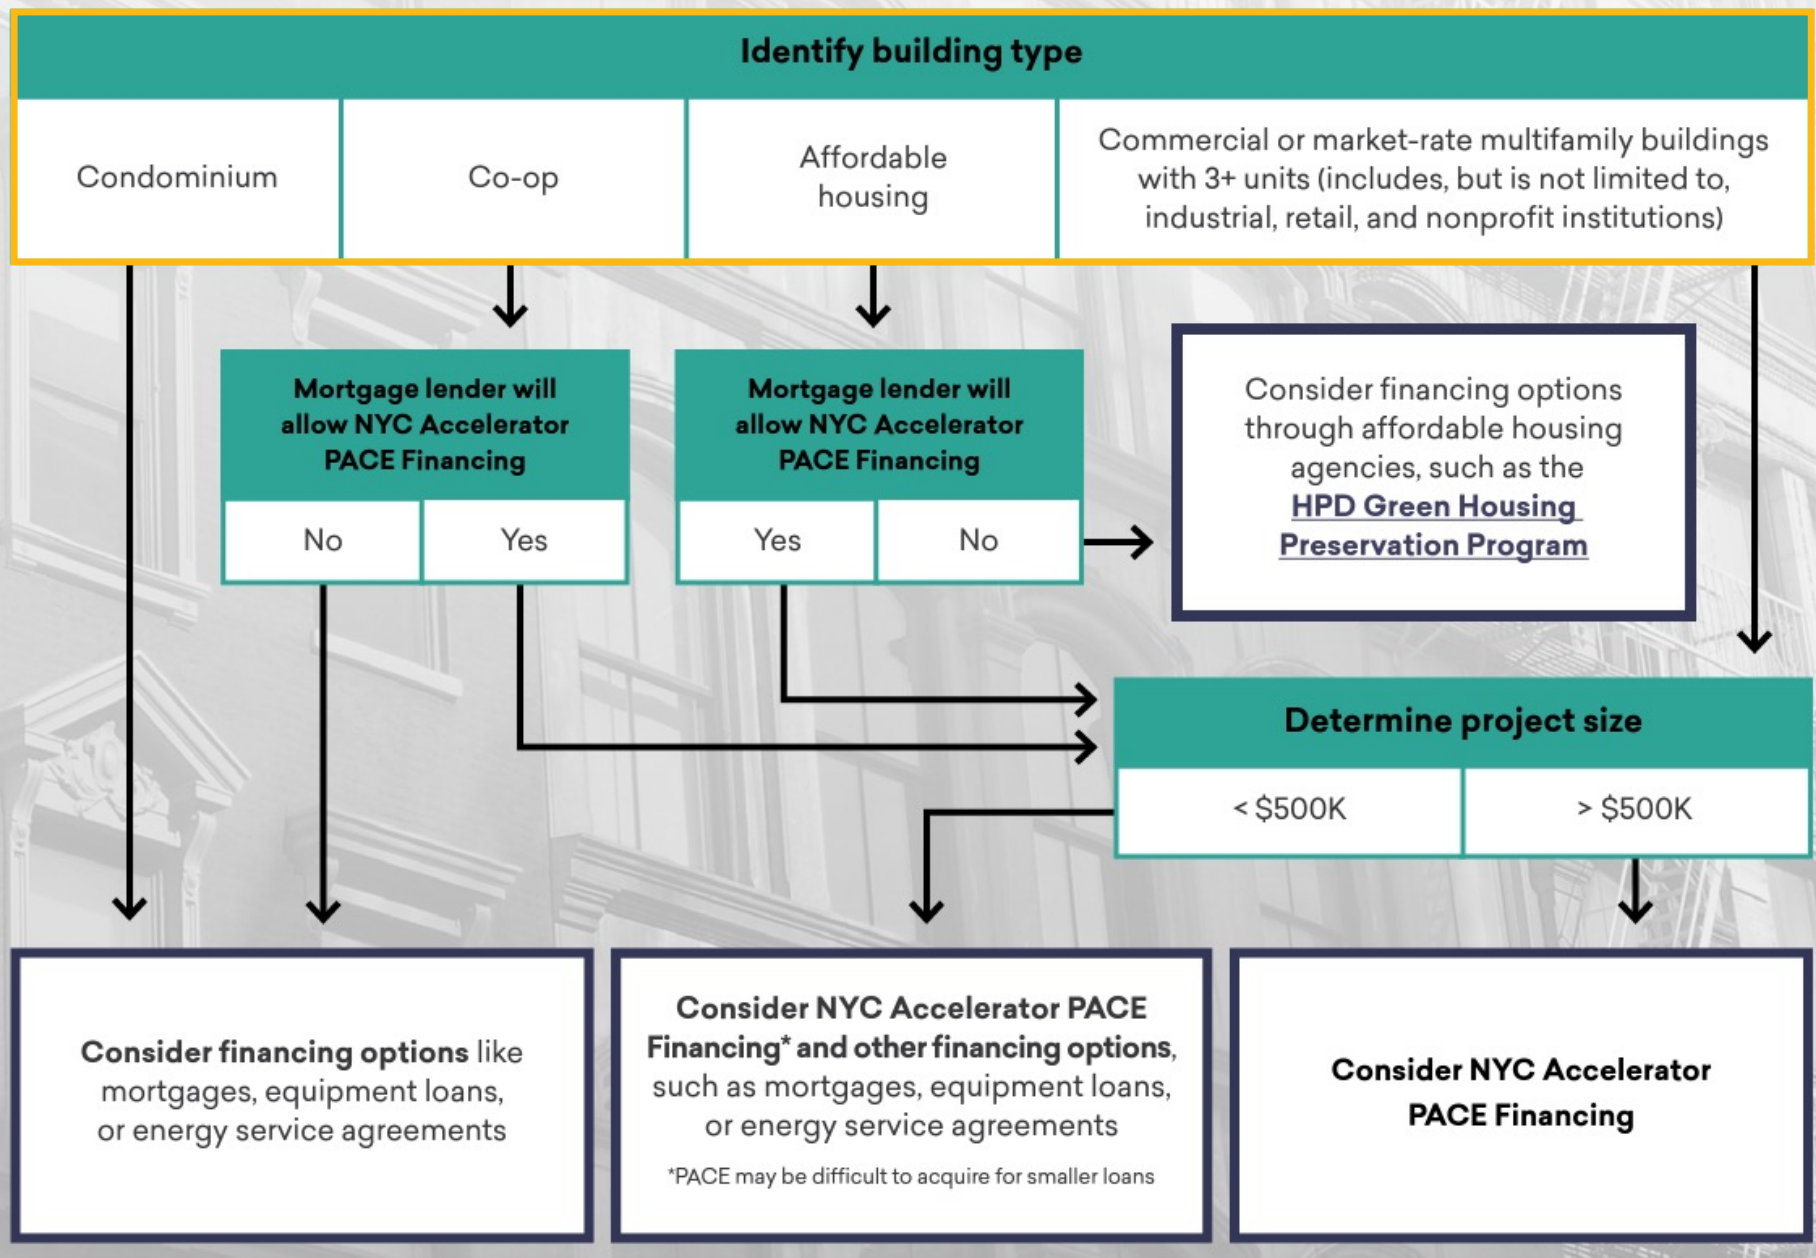 Identify building type
Condominium
Co-op
Affordable
housing
Commercial or market-rate multifamily buildings
with 3+ units (includes, but is not limited to,
industrial, retail, and nonprofit institutions)
Mortgage lender will
allow NYC Accelerator
PACE Financing
No
Yes
Mortgage lender will
allow NYC Accelerator
PACE Financing
Yes
No
Consider financing options
through affordable housing
agencies, such as the
HPD Green Housing
Preservation Program
Determine project size
< $500K
> $500K
Consider financing options like
mortgages, equipment loans,
or energy service agreements
Consider NYC Accelerator PACE
Financing* and other financing options,
such as mortgages, equipment loans,
or energy service agreements
*PACE may be difficult to acquire for smaller loans
Consider NYC Accelerator
PACE Financing